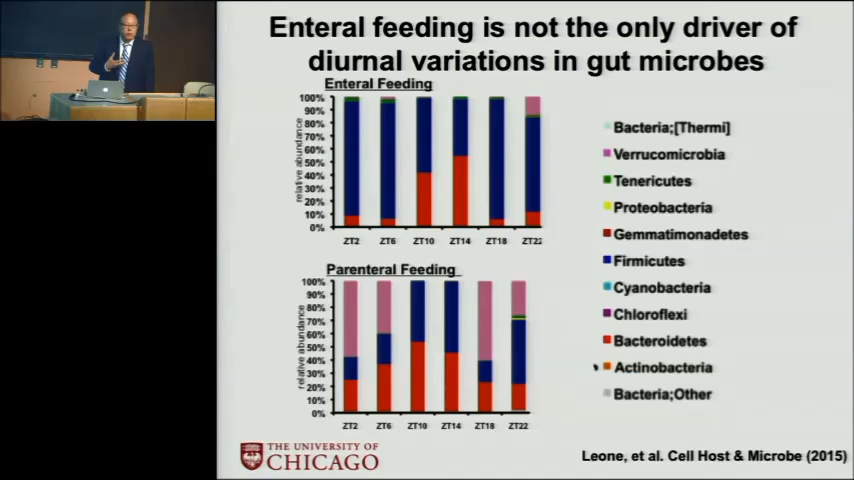 Enteral feeding is not the only driver of
diurnal variations in gut microbes
Enteral Feeding
relative abundance
100%
90%
80%
70%
60%
50%
40%
30%
20%
10%
0%
ZT2 ZT6 ZT10 ZT14 ZT18 ZT22
Parenteral Feeding
relative abundance
100%
90%
80%
70%
60%
50%
40%
30%
20%
10%
0%
ZT2 ZT6 ZT10 ZT14 ZT18 ZT22
Bacteria;[Thermi]
Verrucomicrobia
Tenericutes
Proteobacteria
Gemmatimonadetes
Firmicutes
Cyanobacteria
Chloroflexi
Bacteroidetes
Actinobacteria
Bacteria;Other
THE UNIVERSITY OF
CHICAGO
Leone, et al. Cell Host & Microbe (2015)